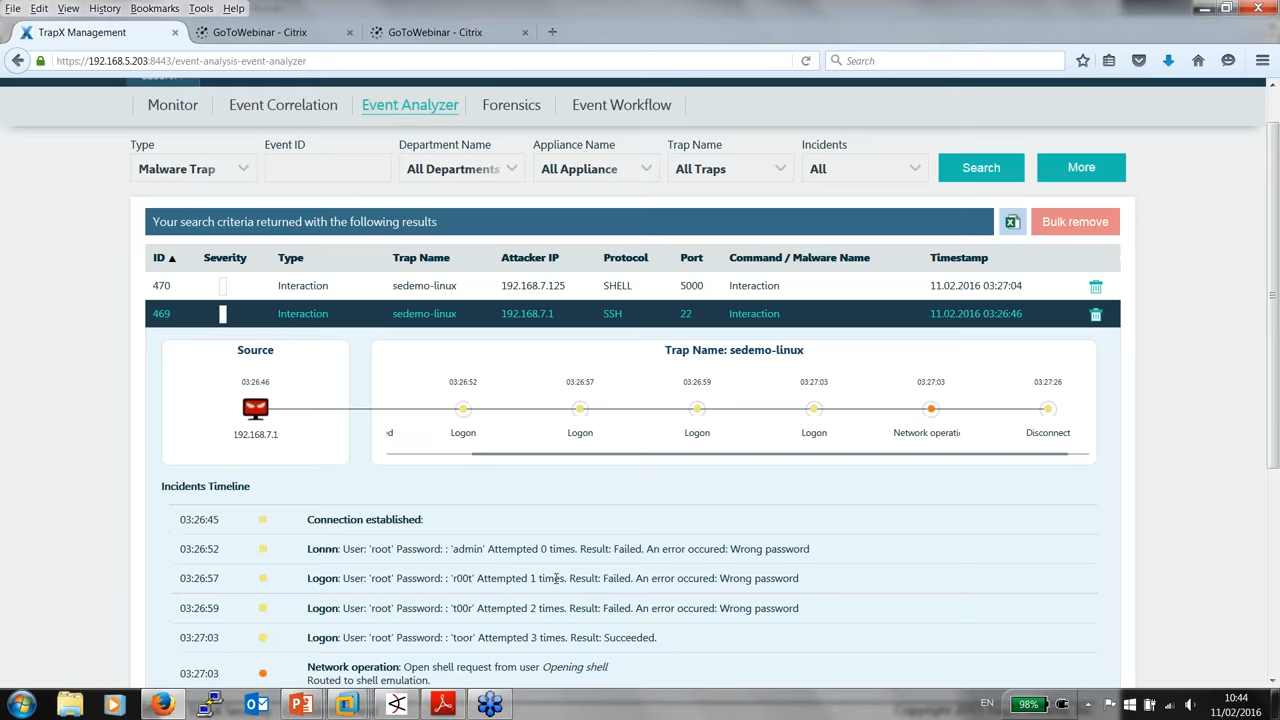 File Edit View History Bookmarks Tools Help
TrapX Management × GoToWebinar - Citrix × GoToWebinar - Citrix × +
https://192.168.5.203:8443/event-analysis-event-analyzer Search
Monitor Event Correlation Event Analyzer Forensics Event Workflow
Type Event ID Department Name Appliance Name Trap Name Incidents
Malware Trap All Departments All Appliance All Traps All Search More
Your search criteria returned with the following results Bulk remove
ID Severity Type Trap Name Attacker IP Protocol Port Command / Malware Name Timestamp
470 Interaction sedemo-linux 192.168.7.125 SHELL 5000 Interaction 11.02.2016 03:27:04
469 Interaction sedemo-linux 192.168.7.1 SSH 22 Interaction 11.02.2016 03:26:46
Source Trap Name: sedemo-linux
03:26:46 03:26:52 03:26:57 03:26:59 03:27:03 03:27:03 03:27:26
192.168.7.1 d Logon Logon Logon Logon Network operati Disconnect
Incidents Timeline
03:26:45 Connection established:
03:26:52 Lonnn: User: 'root' Password: : 'admin' Attempted 0 times. Result: Failed. An error occured: Wrong password
03:26:57 Logon: User: 'root' Password: : 'r00t' Attempted 1 times. Result: Failed. An error occured: Wrong password
03:26:59 Logon: User: 'root' Password: : 't00r' Attempted 2 times. Result: Failed. An error occured: Wrong password
03:27:03 Logon: User: 'root' Password: : 'toor' Attempted 3 times. Result: Succeeded.
03:27:03 Network operation: Open shell request from user Opening shell
Routed to shell emulation.
EN 98% 10:44
11/02/2016